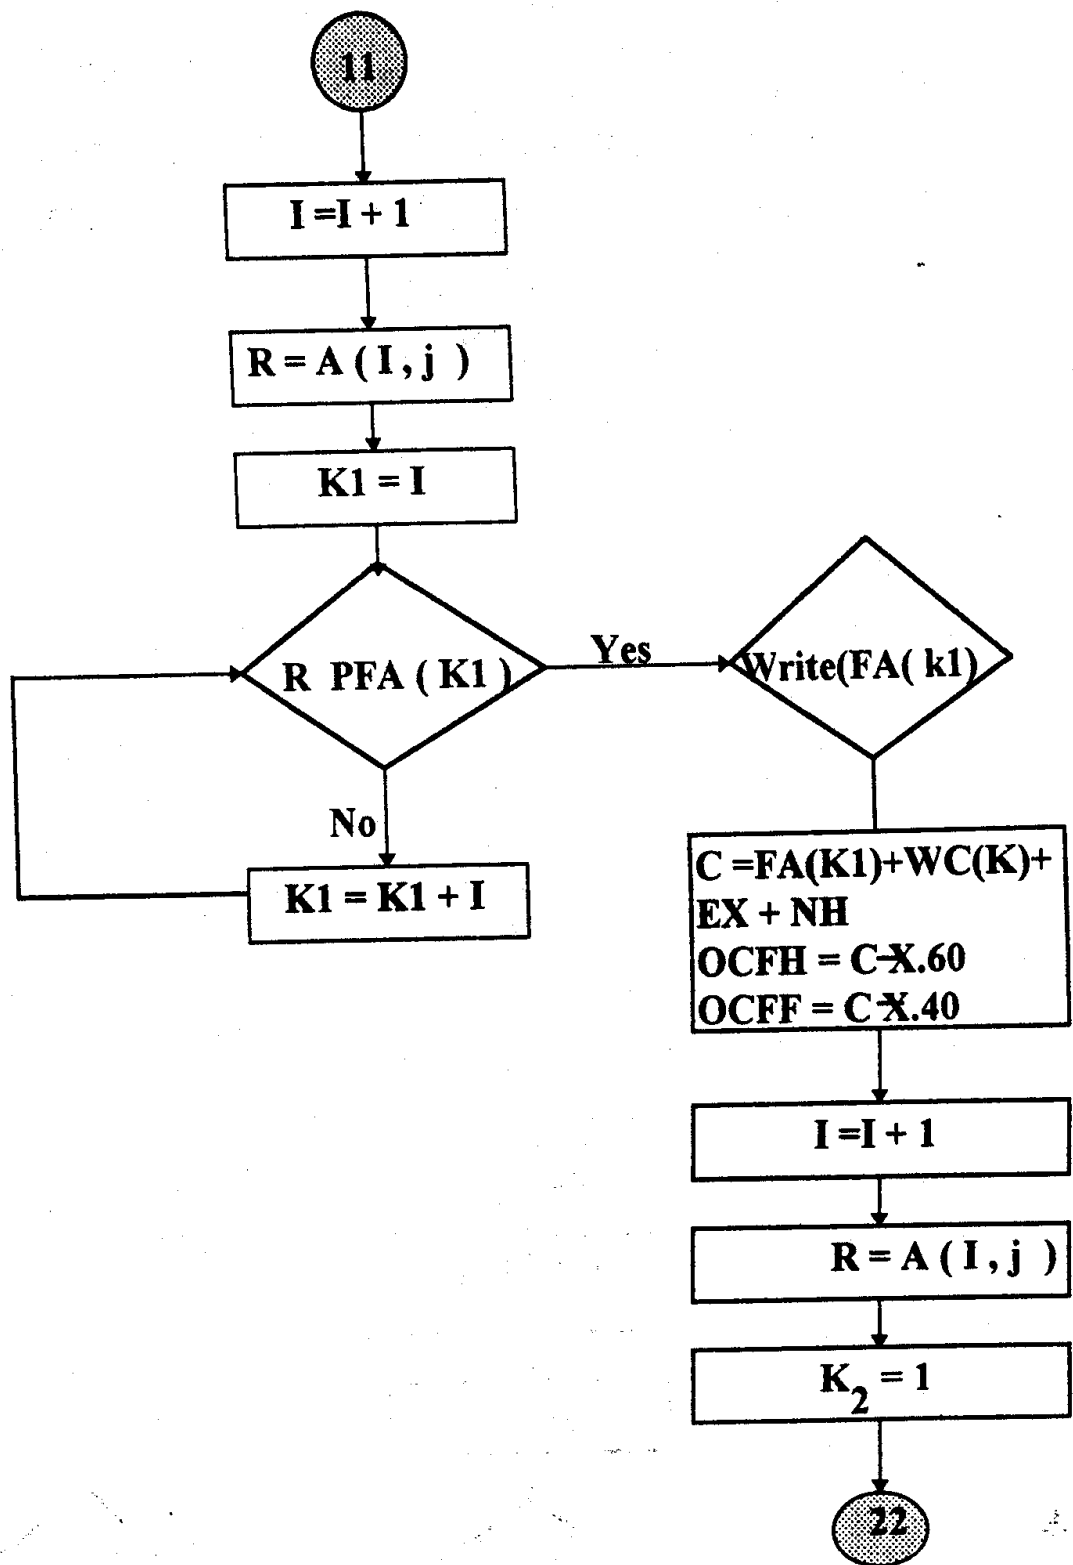 11
I =I + 1
R = A ( I , j )
K1 = I
R PFA ( K1 )
Yes
Write(FA( k1)
No
K1 = K1 + I
C =FA(K1)+WC(K)+
EX + NH
OCFH = C-X.60
OCFF = C-X.40
I =I + 1
R = A ( I , j )
K2 = 1
22